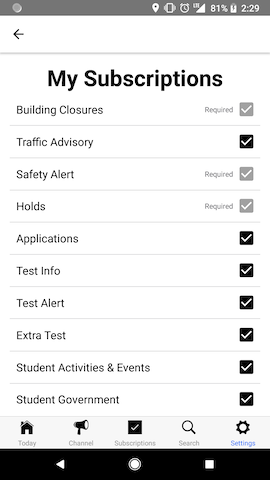 LTE 81% 2:29
My Subscriptions
Building Closures Required
Traffic Advisory
Safety Alert Required
Holds Required
Applications
Test Info
Test Alert
Extra Test
Student Activities & Events
Student Government
Today Channel Subscriptions Search Settings